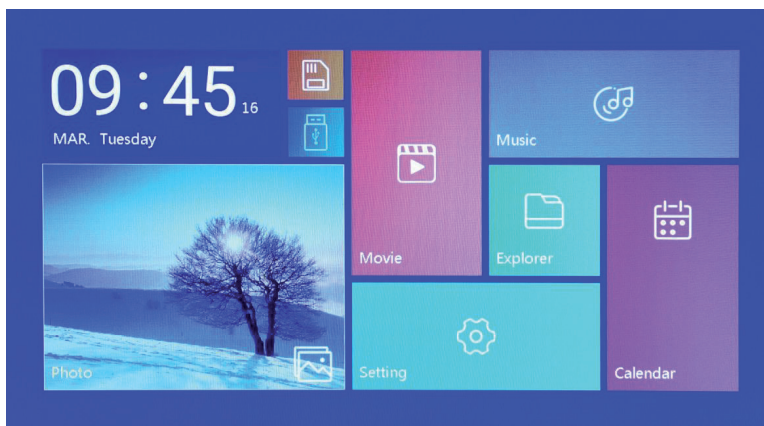 09 : 45 16
MAR. Tuesday
Music
Movie
Explorer
Photo
Setting
Calendar